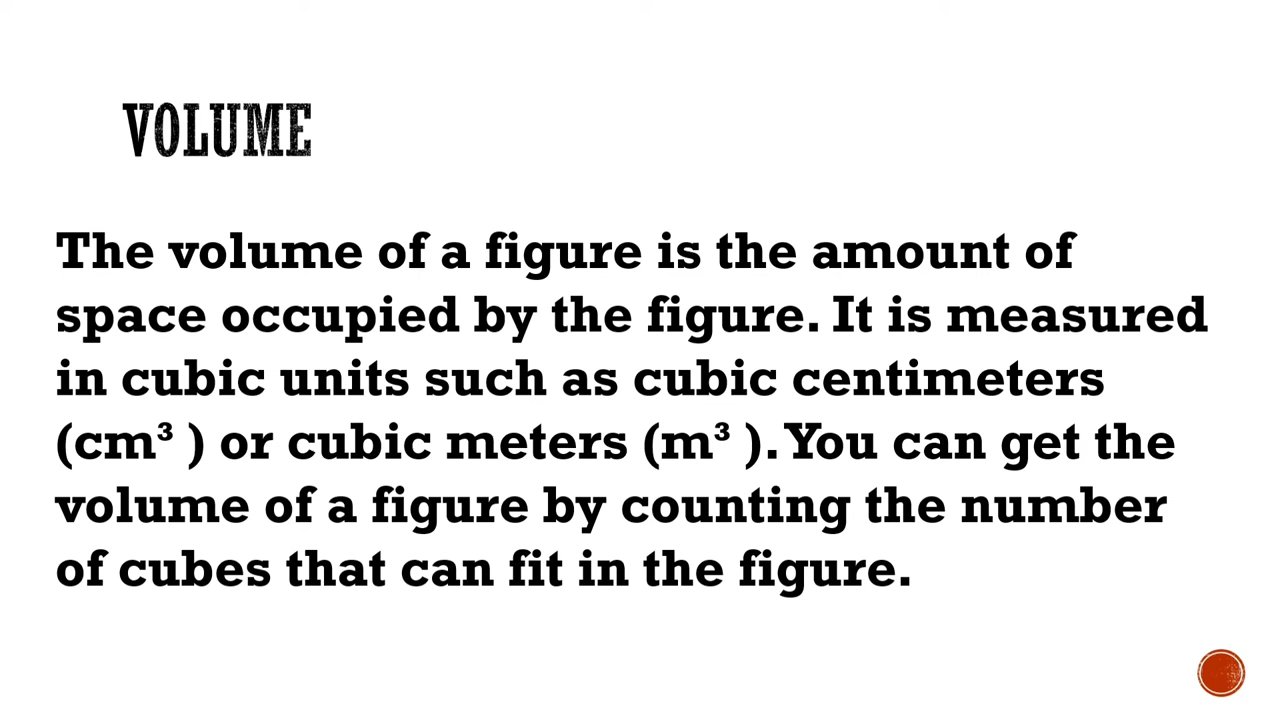 VOLUME
The volume of a figure is the amount of
space occupied by the figure. It is measured
in cubic units such as cubic centimeters
(cm³ ) or cubic meters (m³ ). You can get the
volume of a figure by counting the number
of cubes that can fit in the figure.